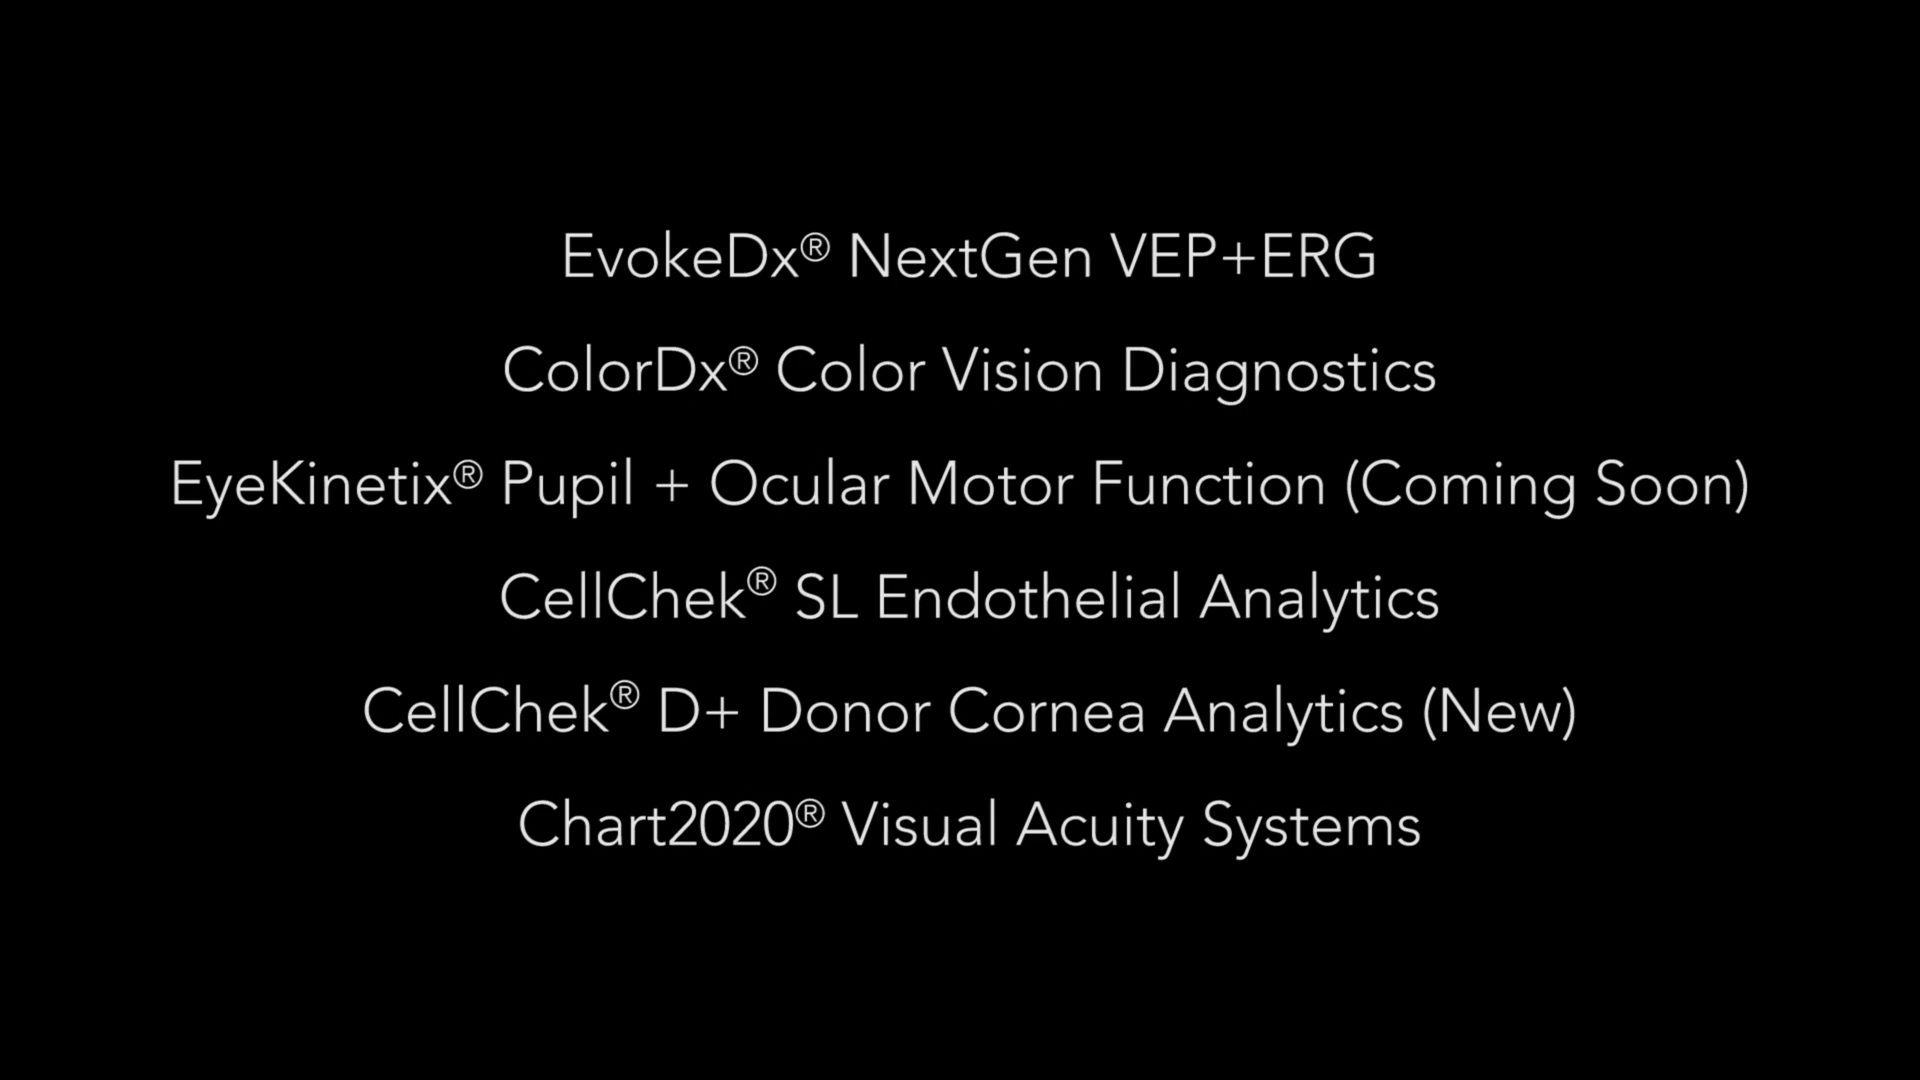 EvokeDx® NextGen VEP+ERG
ColorDx® Color Vision Diagnostics
EyeKinetix® Pupil + Ocular Motor Function (Coming Soon)
CellChek® SL Endothelial Analytics
CellChek® D+ Donor Cornea Analytics (New)
Chart2020® Visual Acuity Systems